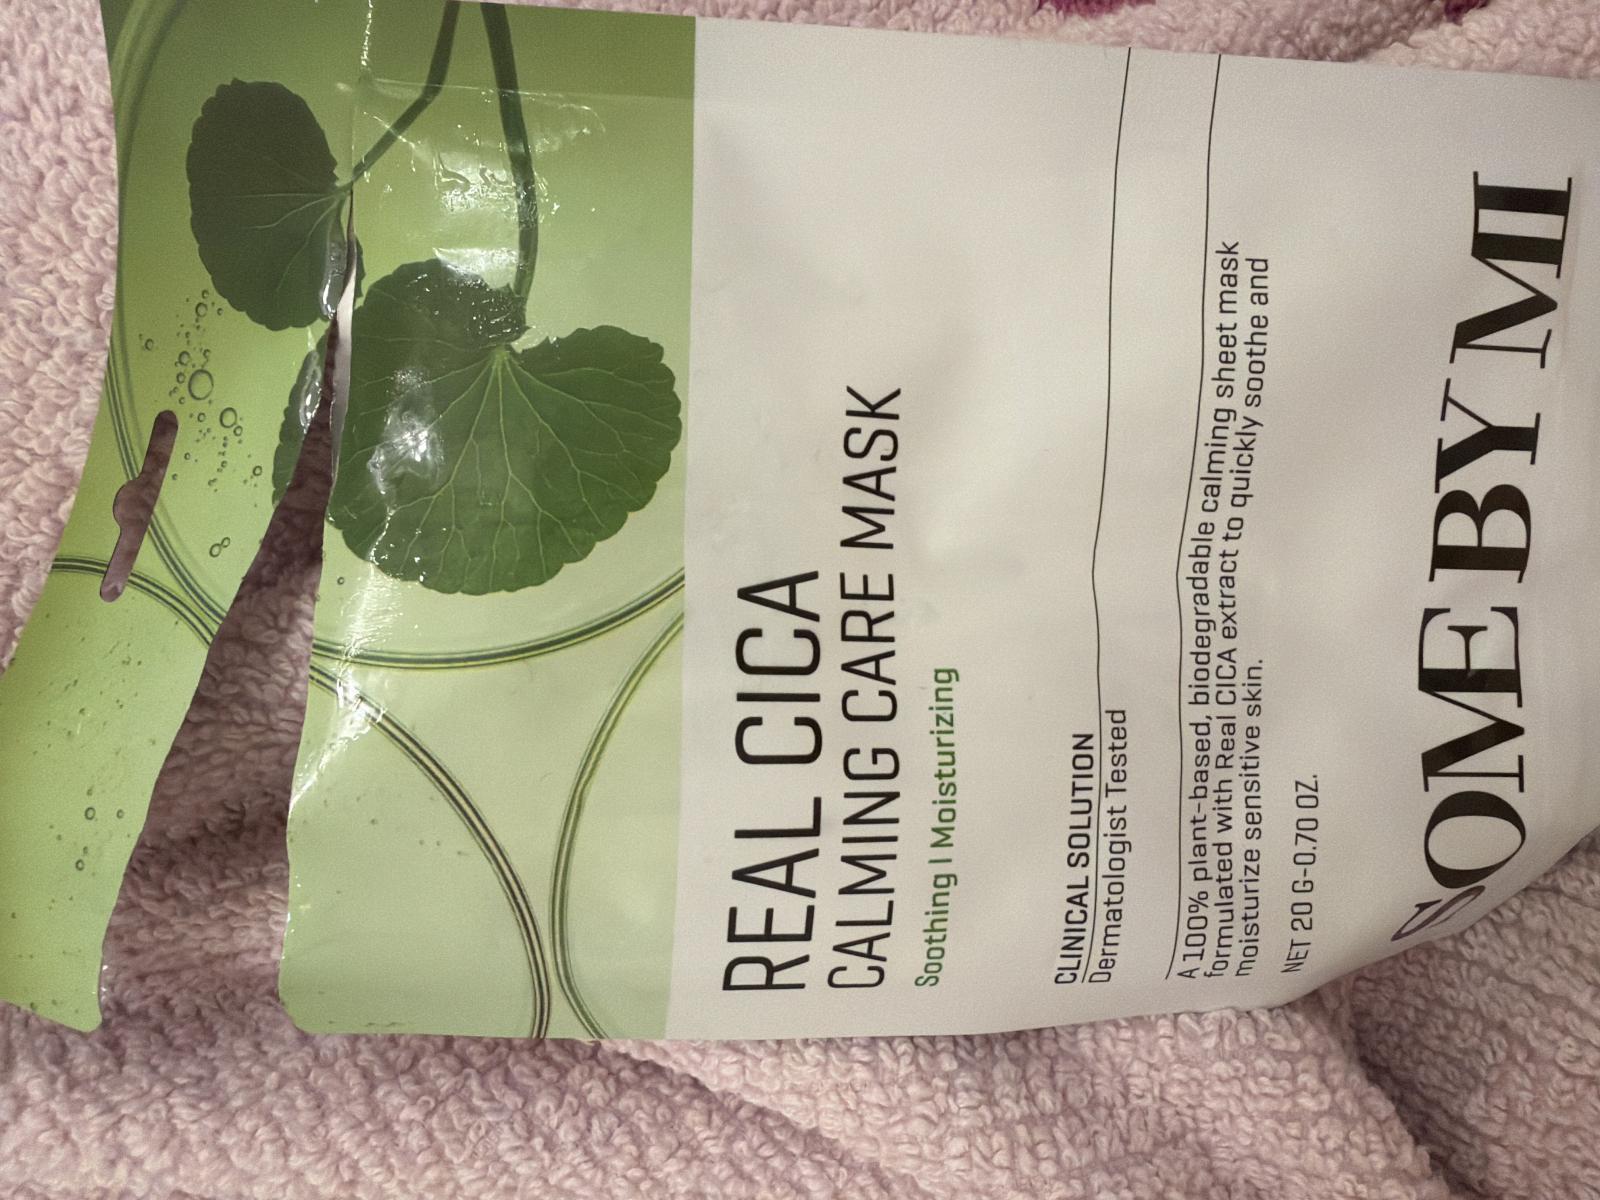 REAL CICA
CALMING CARE MASK
Soothing | Moisturizing
CLINICAL SOLUTION
Dermatologist Tested
A 100% plant-based, biodegradable calming sheet mask
formulated with Real CICA extract to quickly soothe and
moisturize sensitive skin.
NET 20 G-0.70 OZ.
SOME BY MI